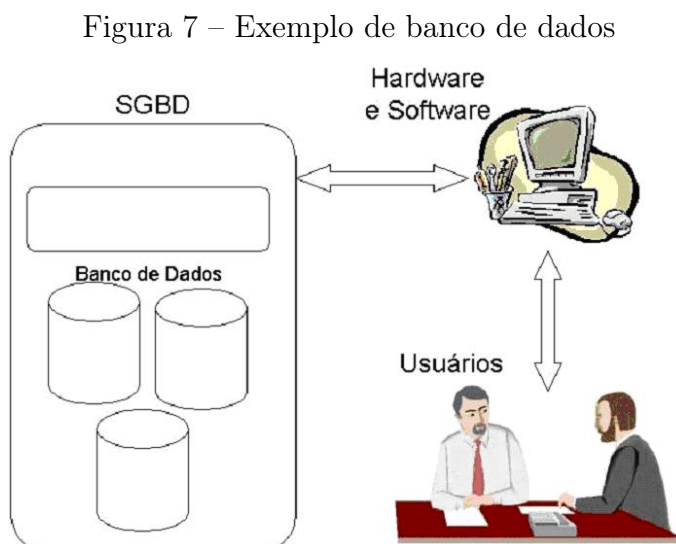 Figura 7 – Exemplo de banco de dados
SGBD
Hardware
e Software
Banco de Dados
Usuários